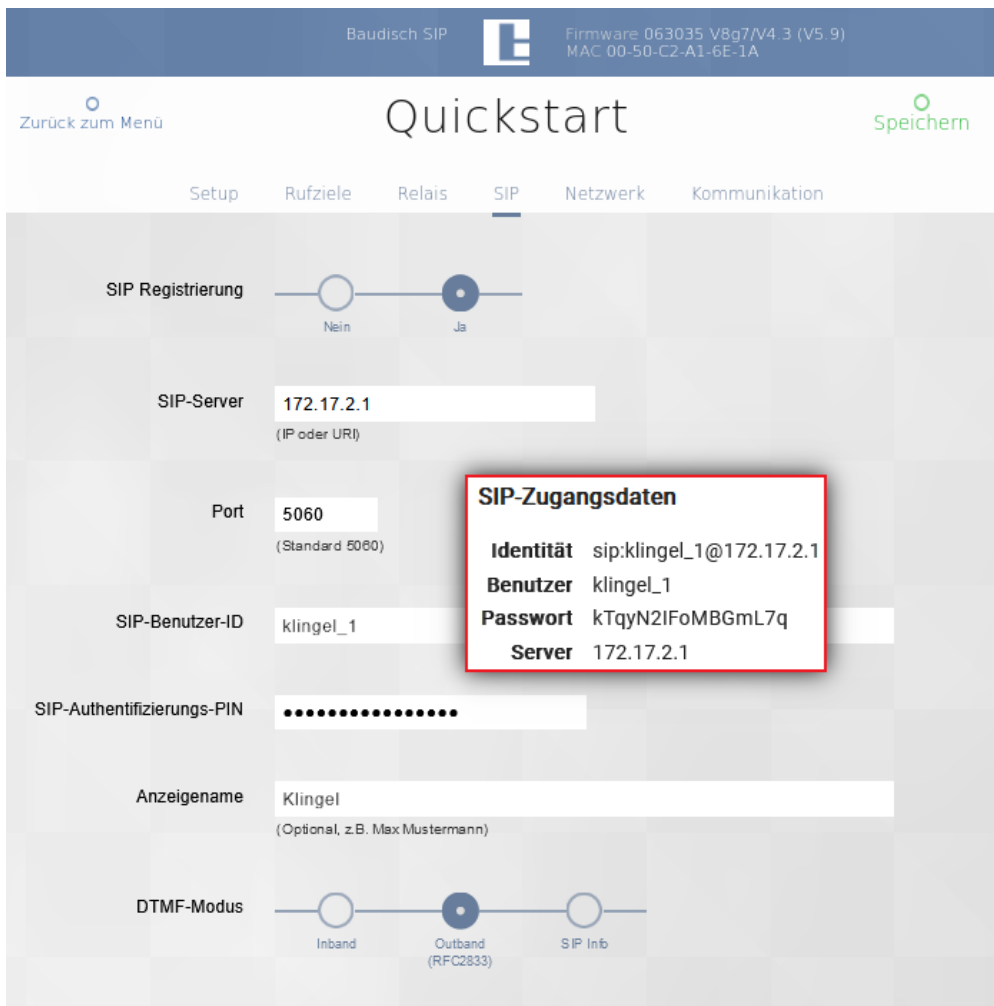 Baudisch SIP
Firmware 063035 V8g7/V4.3 (V5.9)
MAC 00-50-C2-A1-6E-1A
Zurück zum Menü
Quickstart
Speichern
Setup Rufziele Relais SIP Netzwerk Kommunikation
SIP Registrierung
Nein Ja
SIP-Server 172.17.2.1
(IP oder URI)
Port 5060
(Standard 5060)
SIP-Zugangsdaten
Identität sip:klingel_1@172.17.2.1
Benutzer klingel_1
Passwort kTqyN2IFoMBGmL7q
Server 172.17.2.1
SIP-Benutzer-ID klingel_1
SIP-Authentifizierungs-PIN ••••••••••••••••
Anzeigename Klingel
(Optional, z.B. Max Mustermann)
DTMF-Modus
Inband Outband SIP Info
(RFC2833)